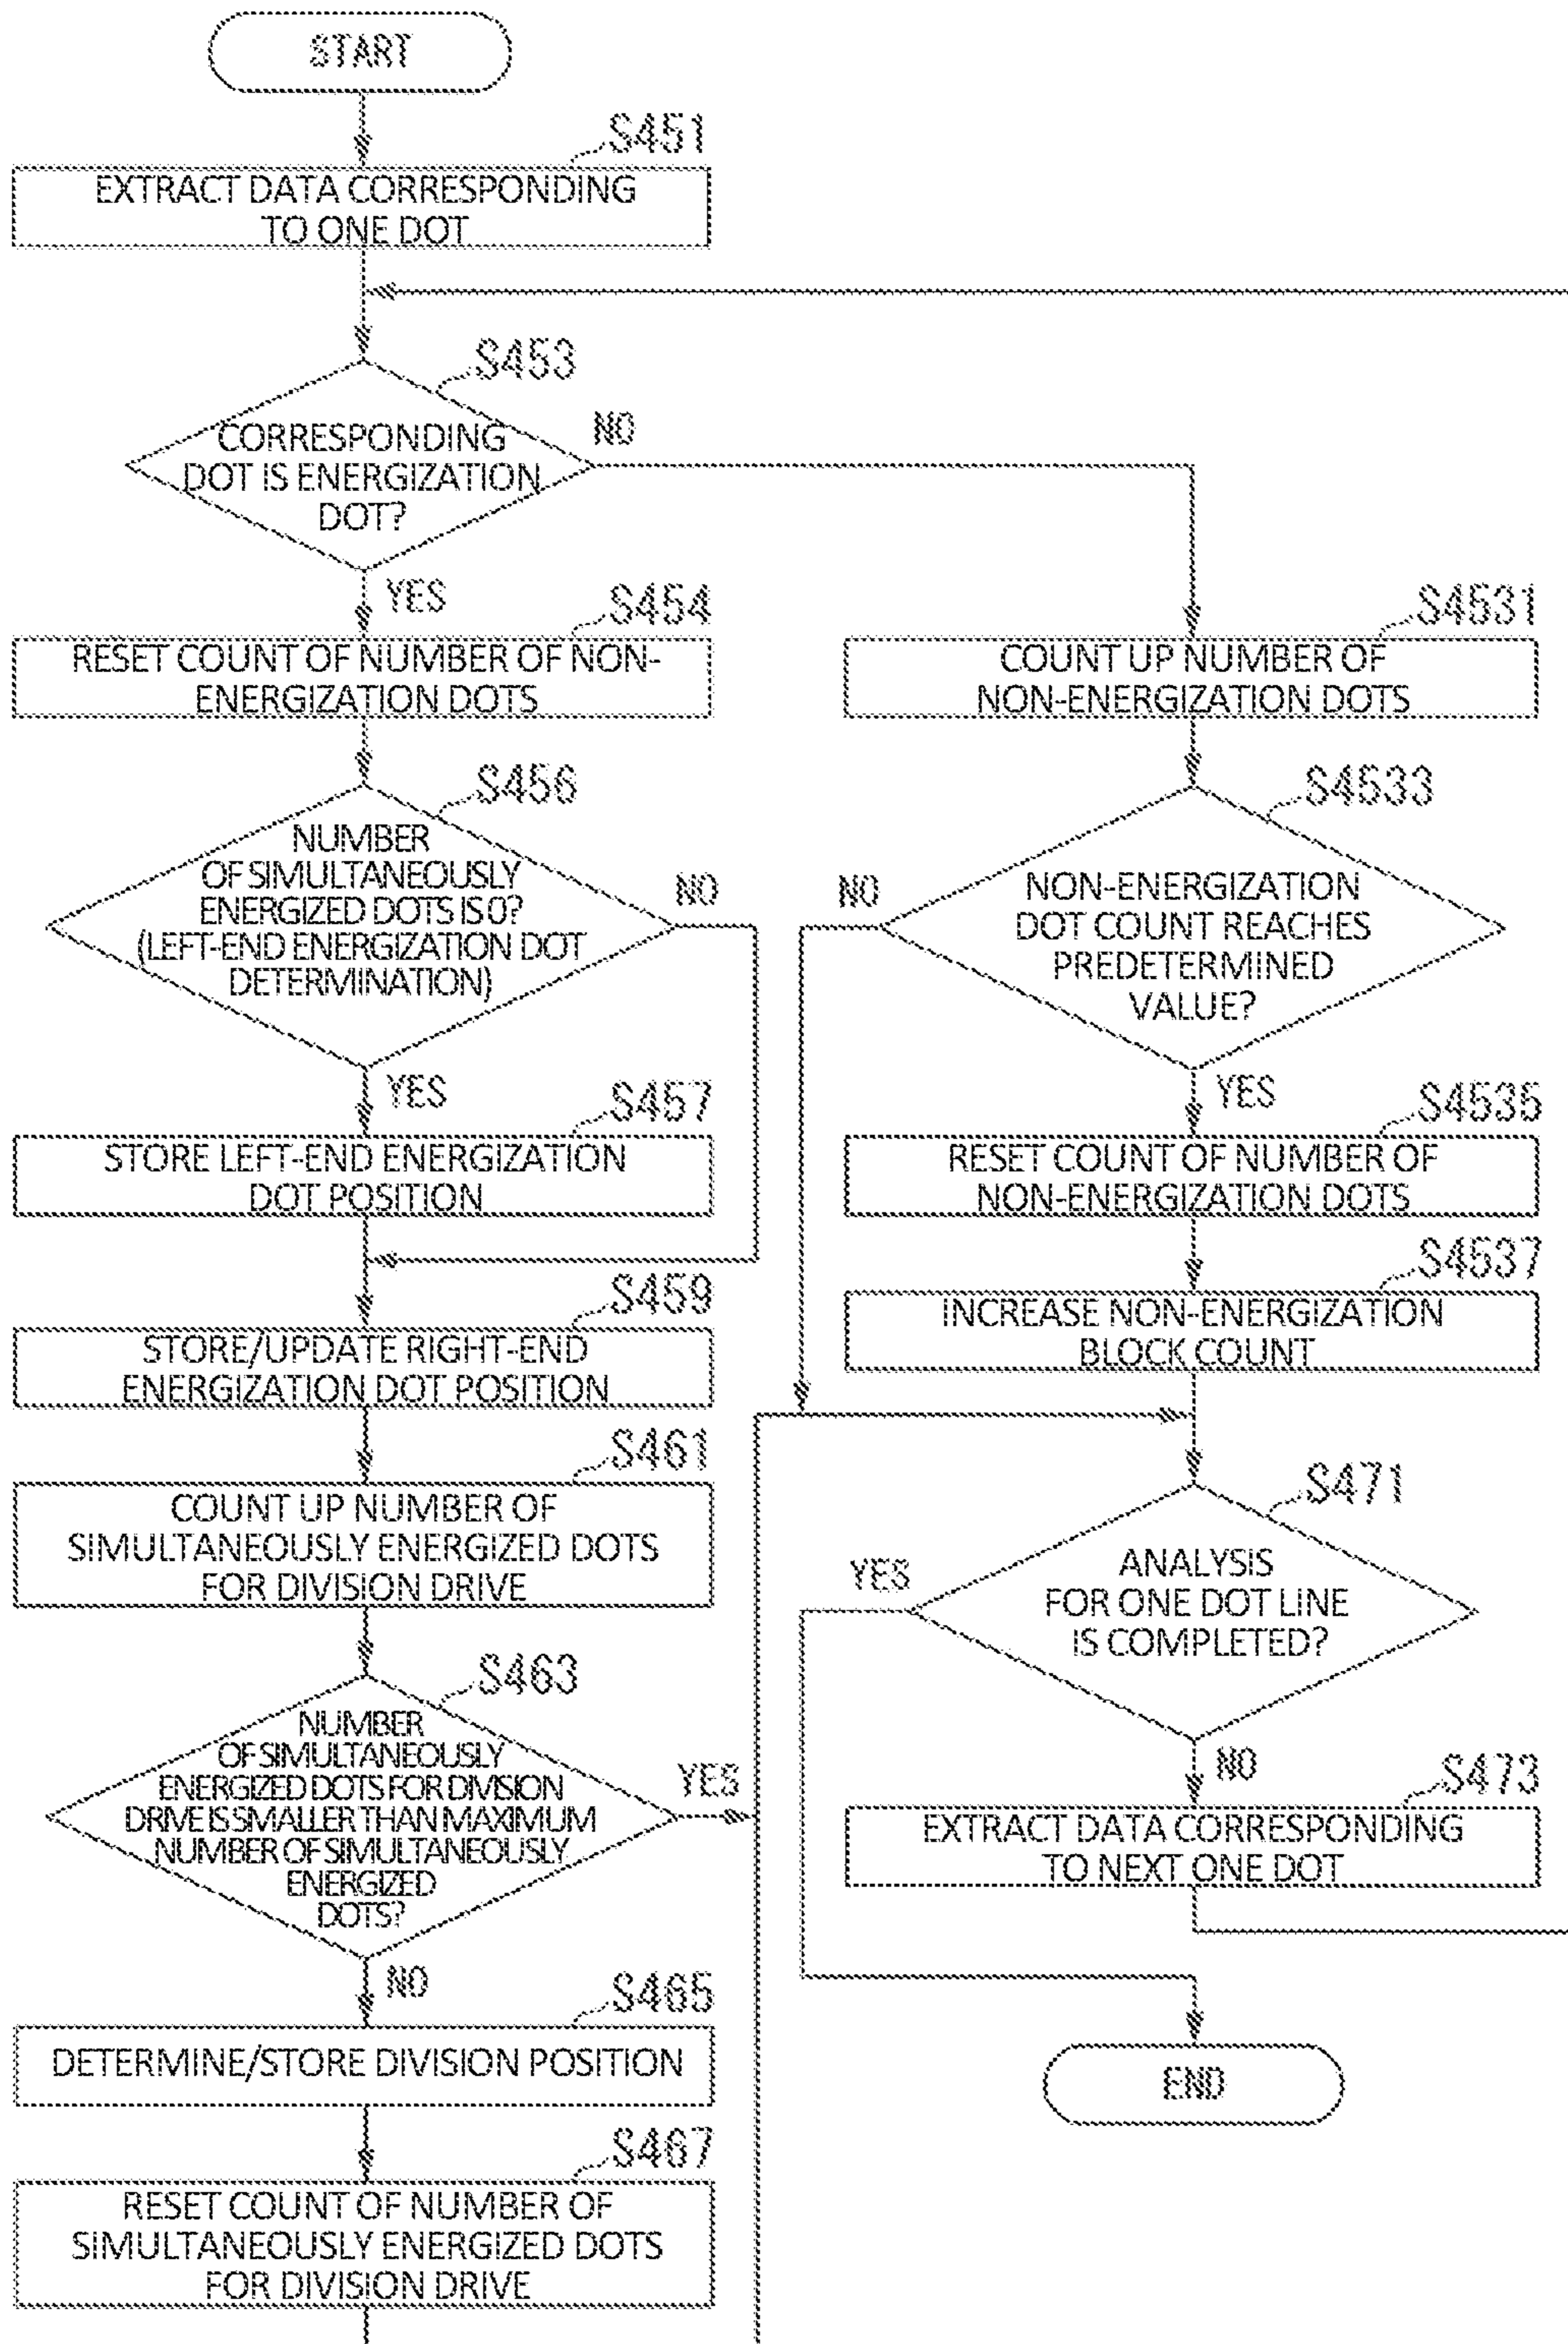 START
S451
EXTRACT DATA CORRESPONDING
TO ONE DOT
S453
CORRESPONDING
DOT IS ENERGIZATION
DOT?
NO
YES
S454
RESET COUNT OF NUMBER OF NON-
ENERGIZATION DOTS
S456
NUMBER
OF SIMULTANEOUSLY
ENERGIZED DOTS IS 0?
(LEFT-END ENERGIZATION DOT
DETERMINATION)
NO
YES
S457
STORE LEFT-END ENERGIZATION
DOT POSITION
S459
STORE/UPDATE RIGHT-END
ENERGIZATION DOT POSITION
S461
COUNT UP NUMBER OF
SIMULTANEOUSLY ENERGIZED DOTS
FOR DIVISION DRIVE
S463
NUMBER
OF SIMULTANEOUSLY
ENERGIZED DOTS FOR DIVISION
DRIVE IS SMALLER THAN MAXIMUM
NUMBER OF SIMULTANEOUSLY
ENERGIZED
DOTS?
YES
NO
S465
DETERMINE/STORE DIVISION POSITION
S467
RESET COUNT OF NUMBER OF
SIMULTANEOUSLY ENERGIZED DOTS
FOR DIVISION DRIVE
S4531
COUNT UP NUMBER OF
NON-ENERGIZATION DOTS
S4533
NON-ENERGIZATION
DOT COUNT REACHES
PREDETERMINED
VALUE?
NO
YES
S4535
RESET COUNT OF NUMBER OF
NON-ENERGIZATION DOTS
S4537
INCREASE NON-ENERGIZATION
BLOCK COUNT
S471
ANALYSIS
FOR ONE DOT LINE
IS COMPLETED?
YES
NO
S473
EXTRACT DATA CORRESPONDING
TO NEXT ONE DOT
END